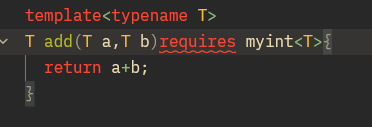 template<typename T>
T add(T a,T b)requires myint<T>{
return a+b;
}